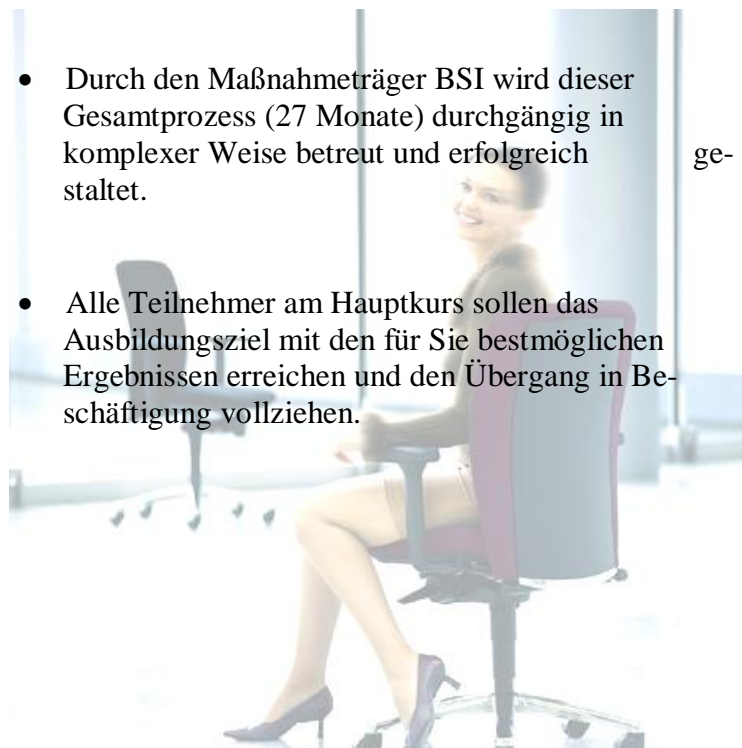 • Durch den Maßnahmeträger BSI wird dieser
Gesamtprozess (27 Monate) durchgängig in
komplexer Weise betreut und erfolgreich ge-
staltet.
• Alle Teilnehmer am Hauptkurs sollen das
Ausbildungsziel mit den für Sie bestmöglichen
Ergebnissen erreichen und den Übergang in Be-
schäftigung vollziehen.